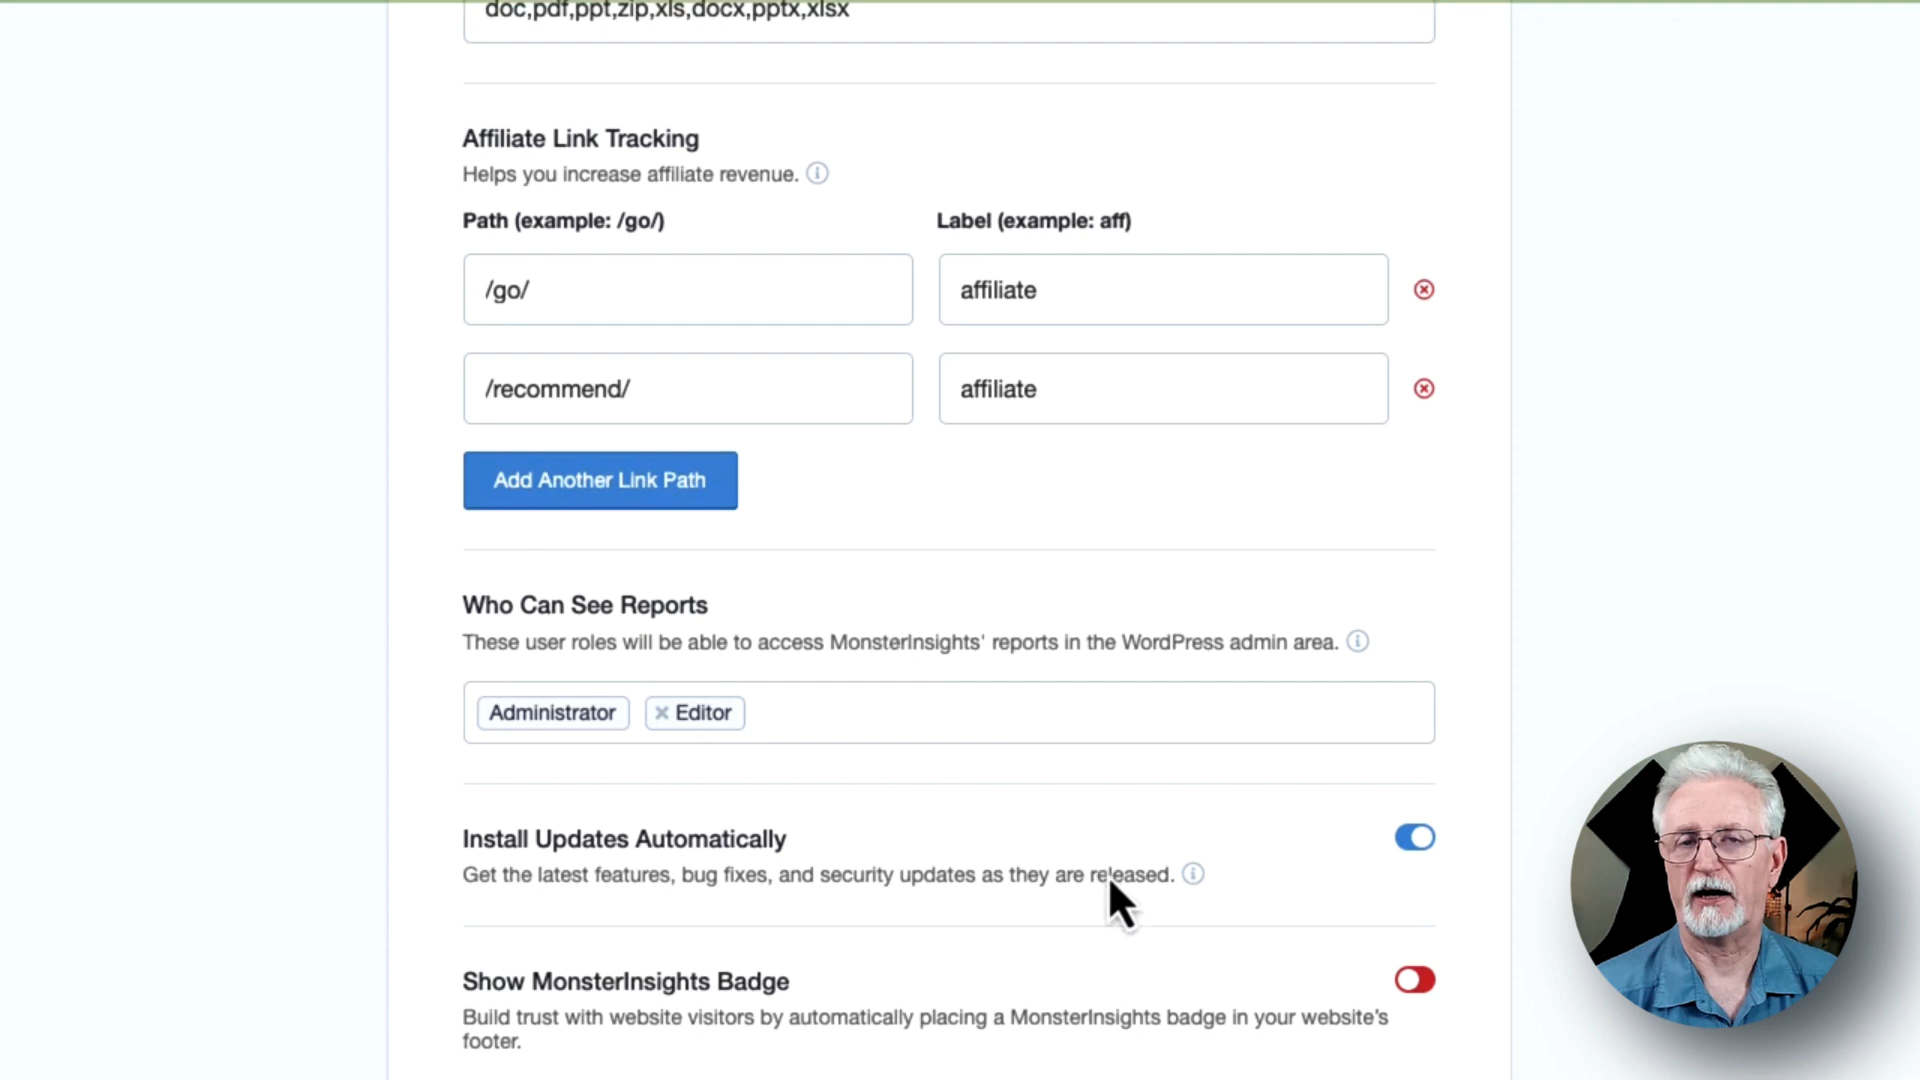 doc,pdf,ppt,zip,xls,docx,pptx,xlsx
Affiliate Link Tracking
Helps you increase affiliate revenue.
Path (example: /go/)
Label (example: aff)
/go/
affiliate
/recommend/
affiliate
Add Another Link Path
Who Can See Reports
These user roles will be able to access MonsterInsights' reports in the WordPress admin area.
Administrator
Editor
Install Updates Automatically
Get the latest features, bug fixes, and security updates as they are released.
Show MonsterInsights Badge
Build trust with website visitors by automatically placing a MonsterInsights badge in your website's
footer.